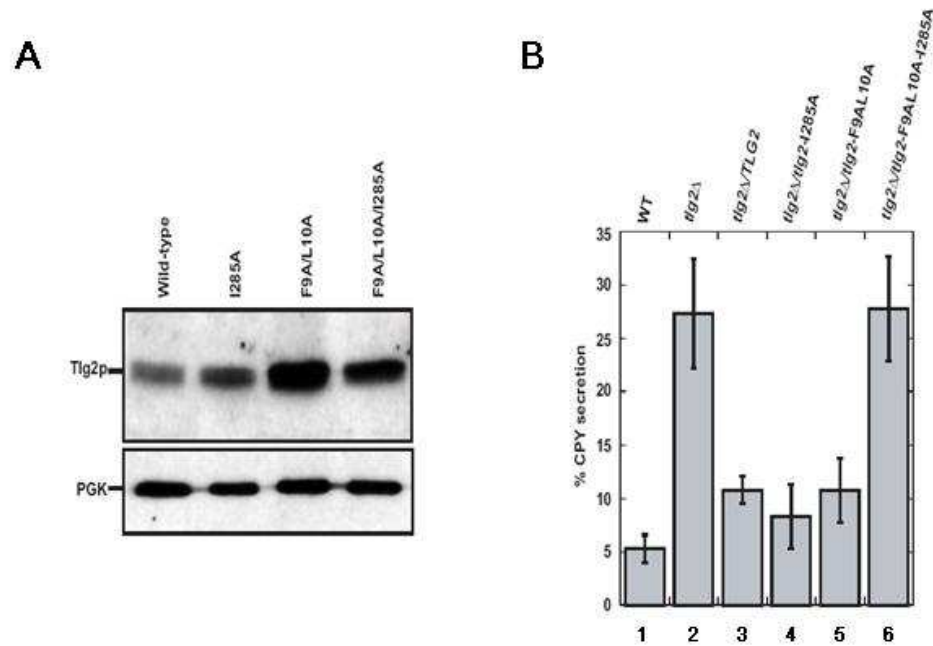 A
Wild-type
I285A
F9A/L10A
F9A/L10A/I285A
Tlg2p
PGK
B
WT
tlg2Δ
tlg2Δ/TLG2
tlg2Δ/tlg2-I285A
tlg2Δ/tlg2-F9AL10A
tlg2Δ/tlg2-F9AL10A-I285A
% CPY secretion
35
30
25
20
15
10
5
0
1 2 3 4 5 6